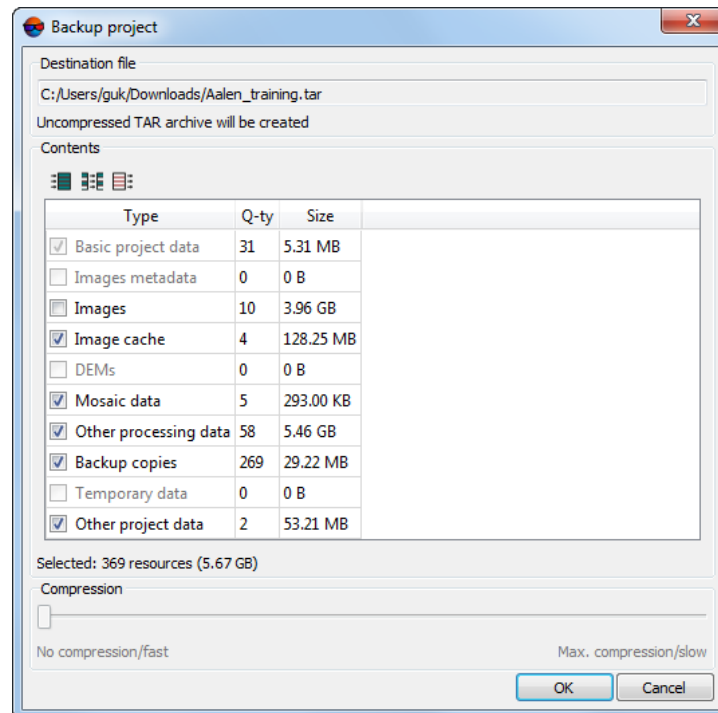 Backup project
Destination file
C:/Users/guk/Downloads/Aalen_training.tar
Uncompressed TAR archive will be created
Contents
Type Q-ty Size
Basic project data 31 5.31 MB
Images metadata 0 0 B
Images 10 3.96 GB
Image cache 4 128.25 MB
DEMs 0 0 B
Mosaic data 5 293.00 KB
Other processing data 58 5.46 GB
Backup copies 269 29.22 MB
Temporary data 0 0 B
Other project data 2 53.21 MB
Selected: 369 resources (5.67 GB)
Compression
No compression/fast Max. compression/slow
OK Cancel